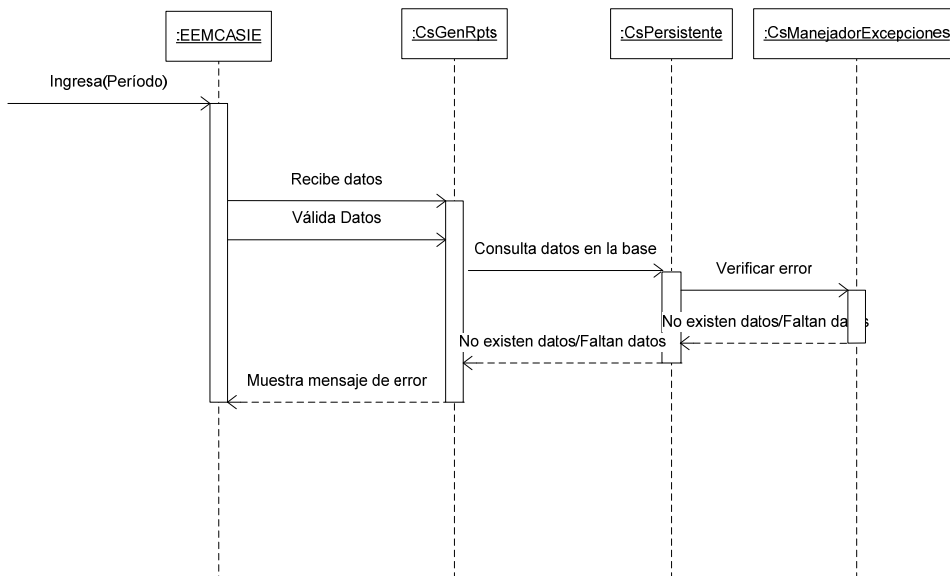 :EEMCASIE
:CsGenRpts
:CsPersistente
:CsManejadorExcepciones
Ingresa(Período)
Recibe datos
Válida Datos
Consulta datos en la base
Verificar error
No existen datos/Faltan datos
No existen datos/Faltan datos
Muestra mensaje de error